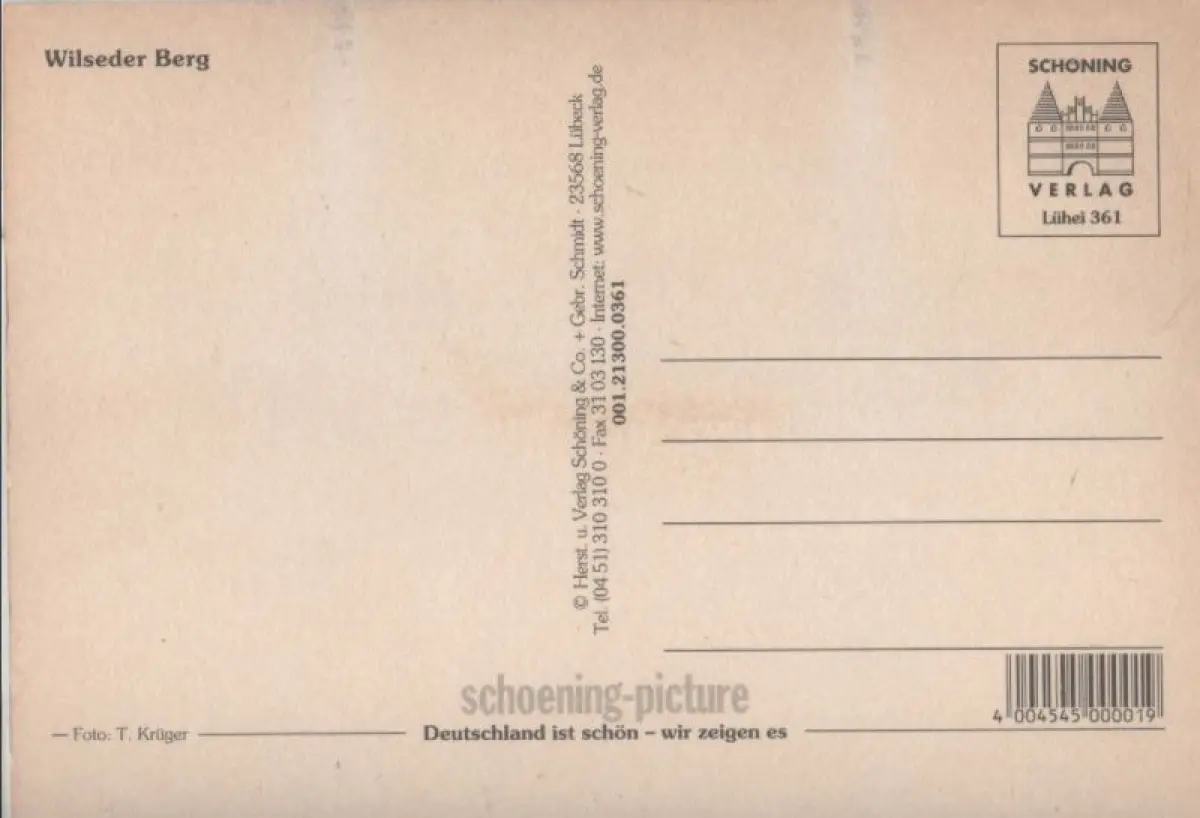 Wilseder Berg
© Herst. u. Verlag Schöning & Co. + Gebr. Schmidt · 23568 Lübeck
Tel. (04 51) 310 310 0 · Fax 31 03 130 · Internet: www.schoening-verlag.de
001.21300.0361
SCHÖNING
VERLAG
Lühei 361
schoening-picture
4 004545 000019
Foto: T. Krüger
Deutschland ist schön – wir zeigen es